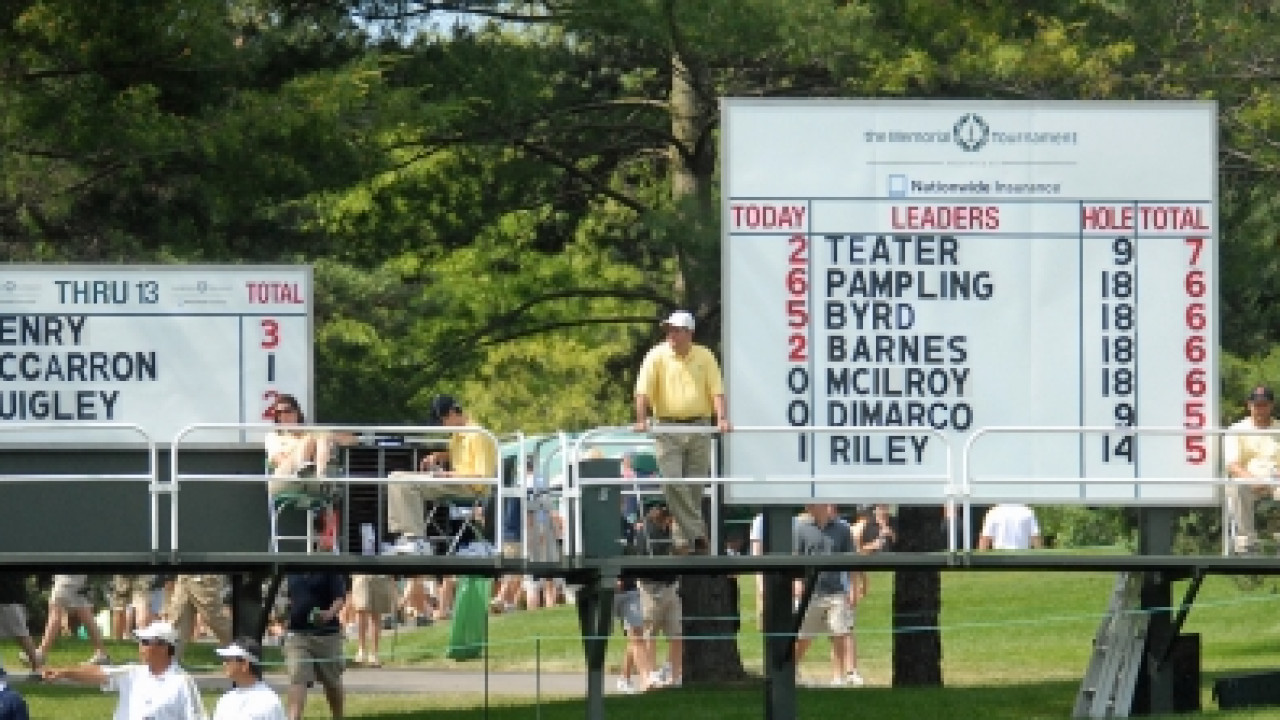 the Memorial Tournament
Nationwide Insurance
TODAY LEADERS HOLE TOTAL
2 TEATER 9 7
6 PAMPLING 18 6
5 BYRD 18 6
2 BARNES 18 6
0 MCILROY 18 6
0 DIMARCO 9 5
1 RILEY 14 5
THRU 13 TOTAL
ENRY 3
CCARRON 1
UIGLEY 2